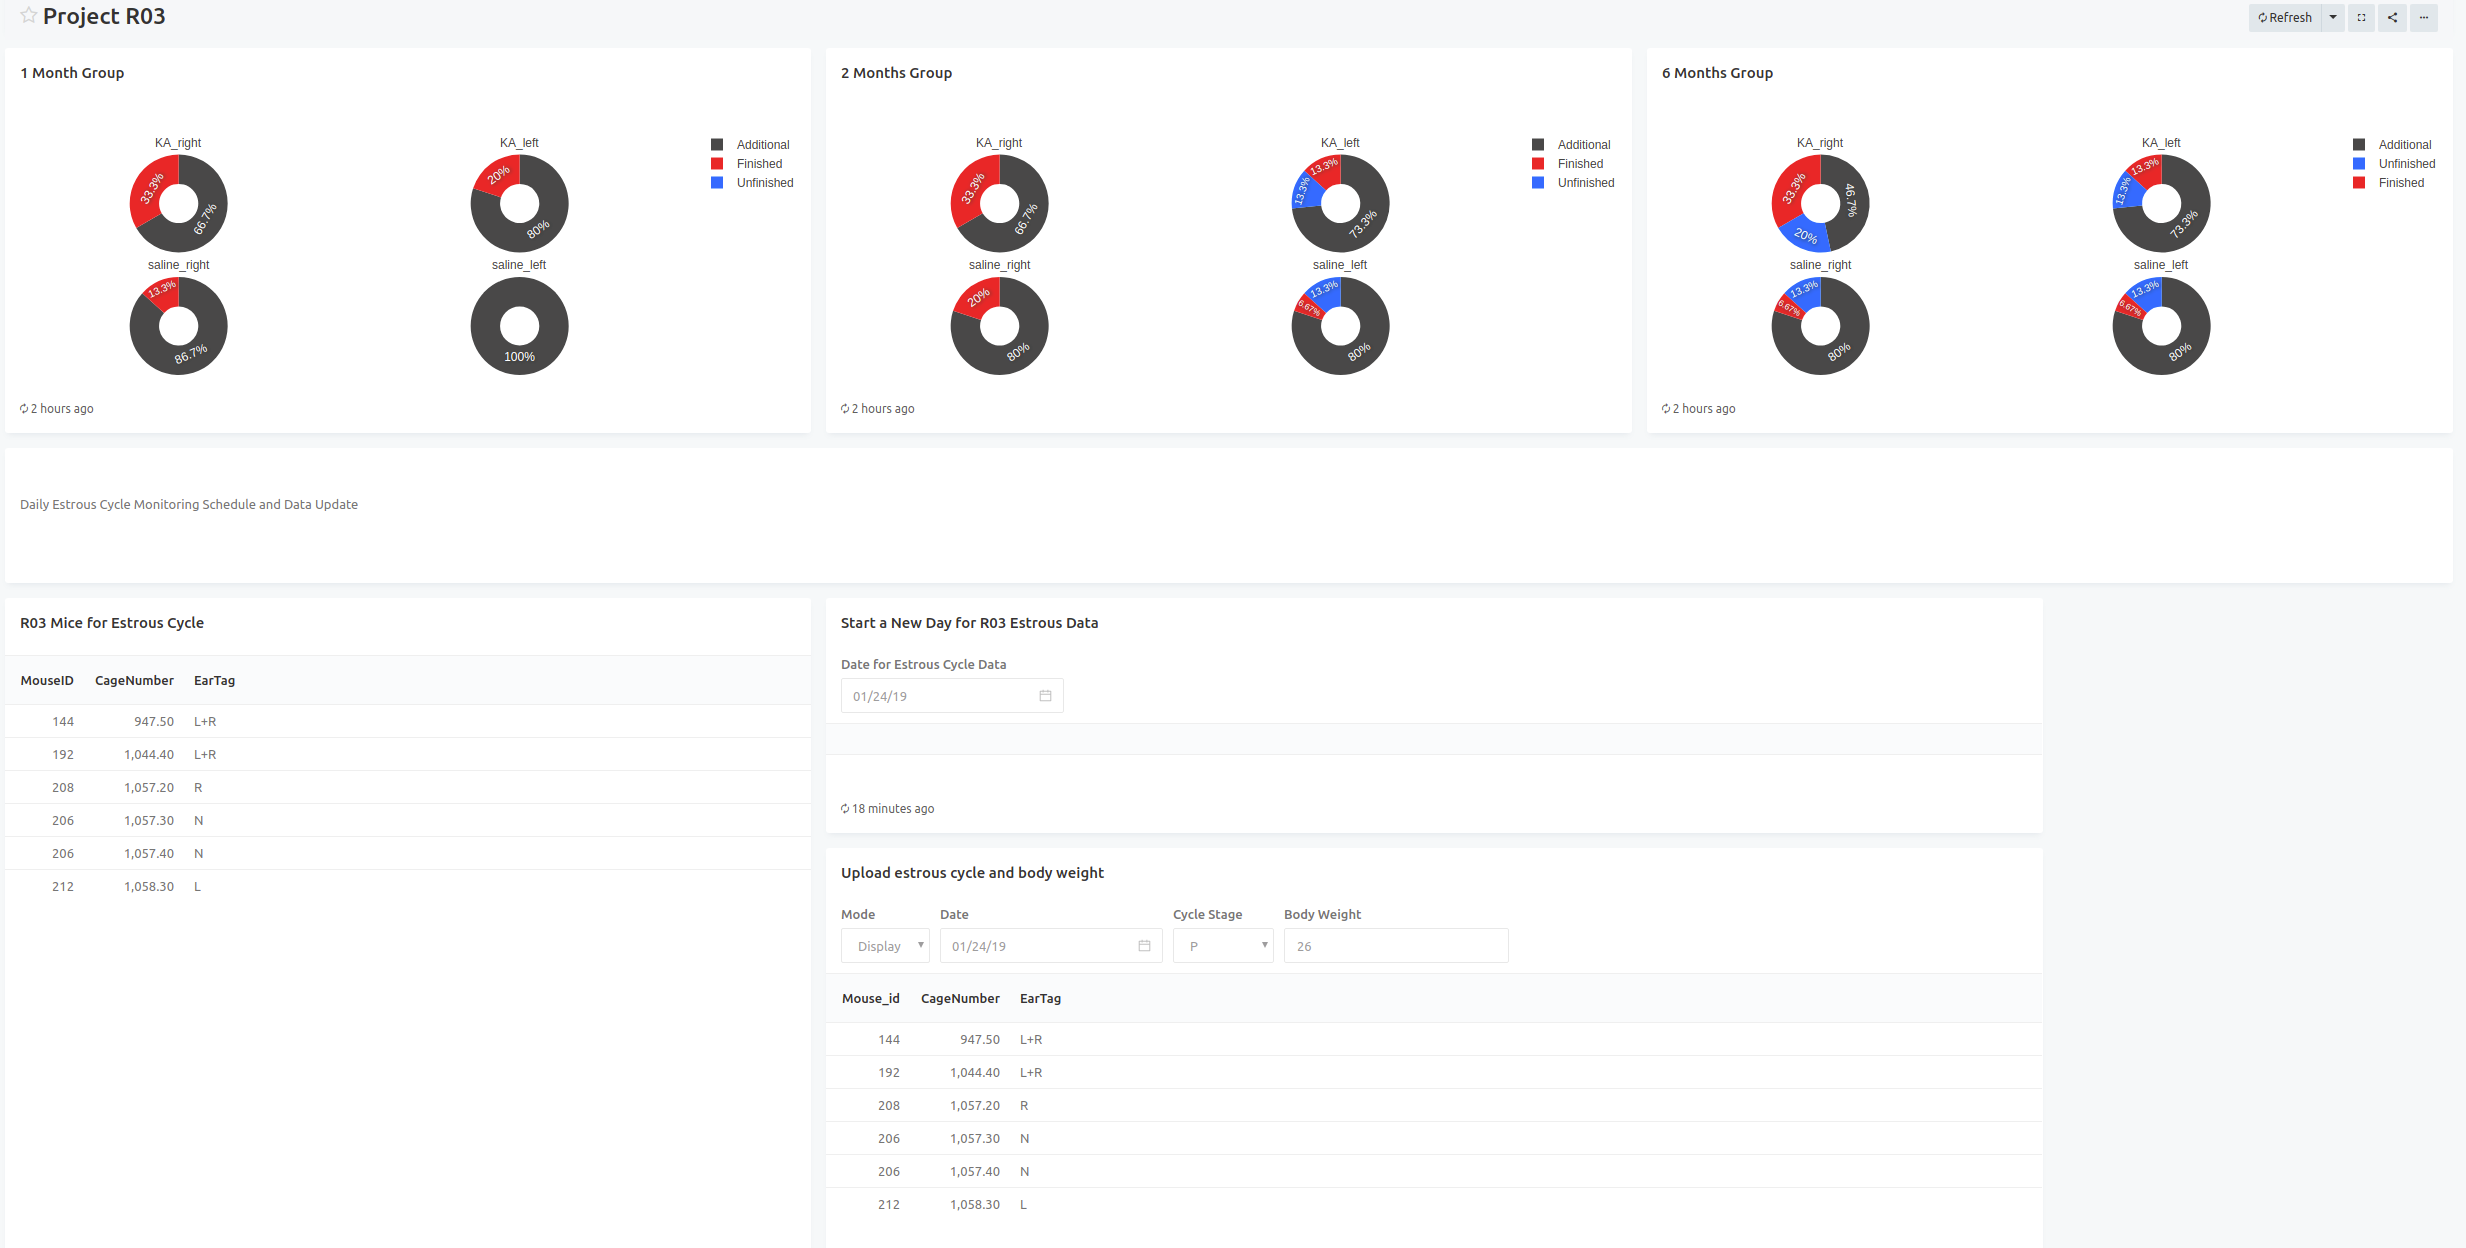 Project R03
Refresh
1 Month Group
KA_right
33.3%
66.7%
KA_left
20%
80%
saline_right
13.3%
86.7%
saline_left
100%
Additional
Finished
Unfinished
2 hours ago
2 Months Group
KA_right
33.3%
66.7%
KA_left
13.3%
13.3%
73.3%
saline_right
20%
80%
saline_left
13.3%
6.67%
80%
Additional
Finished
Unfinished
2 hours ago
6 Months Group
KA_right
33.3%
46.7%
20%
KA_left
13.3%
13.3%
73.3%
saline_right
13.3%
6.67%
80%
saline_left
13.3%
6.67%
80%
Additional
Unfinished
Finished
2 hours ago
Daily Estrous Cycle Monitoring Schedule and Data Update
R03 Mice for Estrous Cycle
MouseID CageNumber EarTag
144 947.50 L+R
192 1,044.40 L+R
208 1,057.20 R
206 1,057.30 N
206 1,057.40 N
212 1,058.30 L
Start a New Day for R03 Estrous Data
Date for Estrous Cycle Data
01/24/19
18 minutes ago
Upload estrous cycle and body weight
Mode Date Cycle Stage Body Weight
Display 01/24/19 P 26
Mouse_id CageNumber EarTag
144 947.50 L+R
192 1,044.40 L+R
208 1,057.20 R
206 1,057.30 N
206 1,057.40 N
212 1,058.30 L